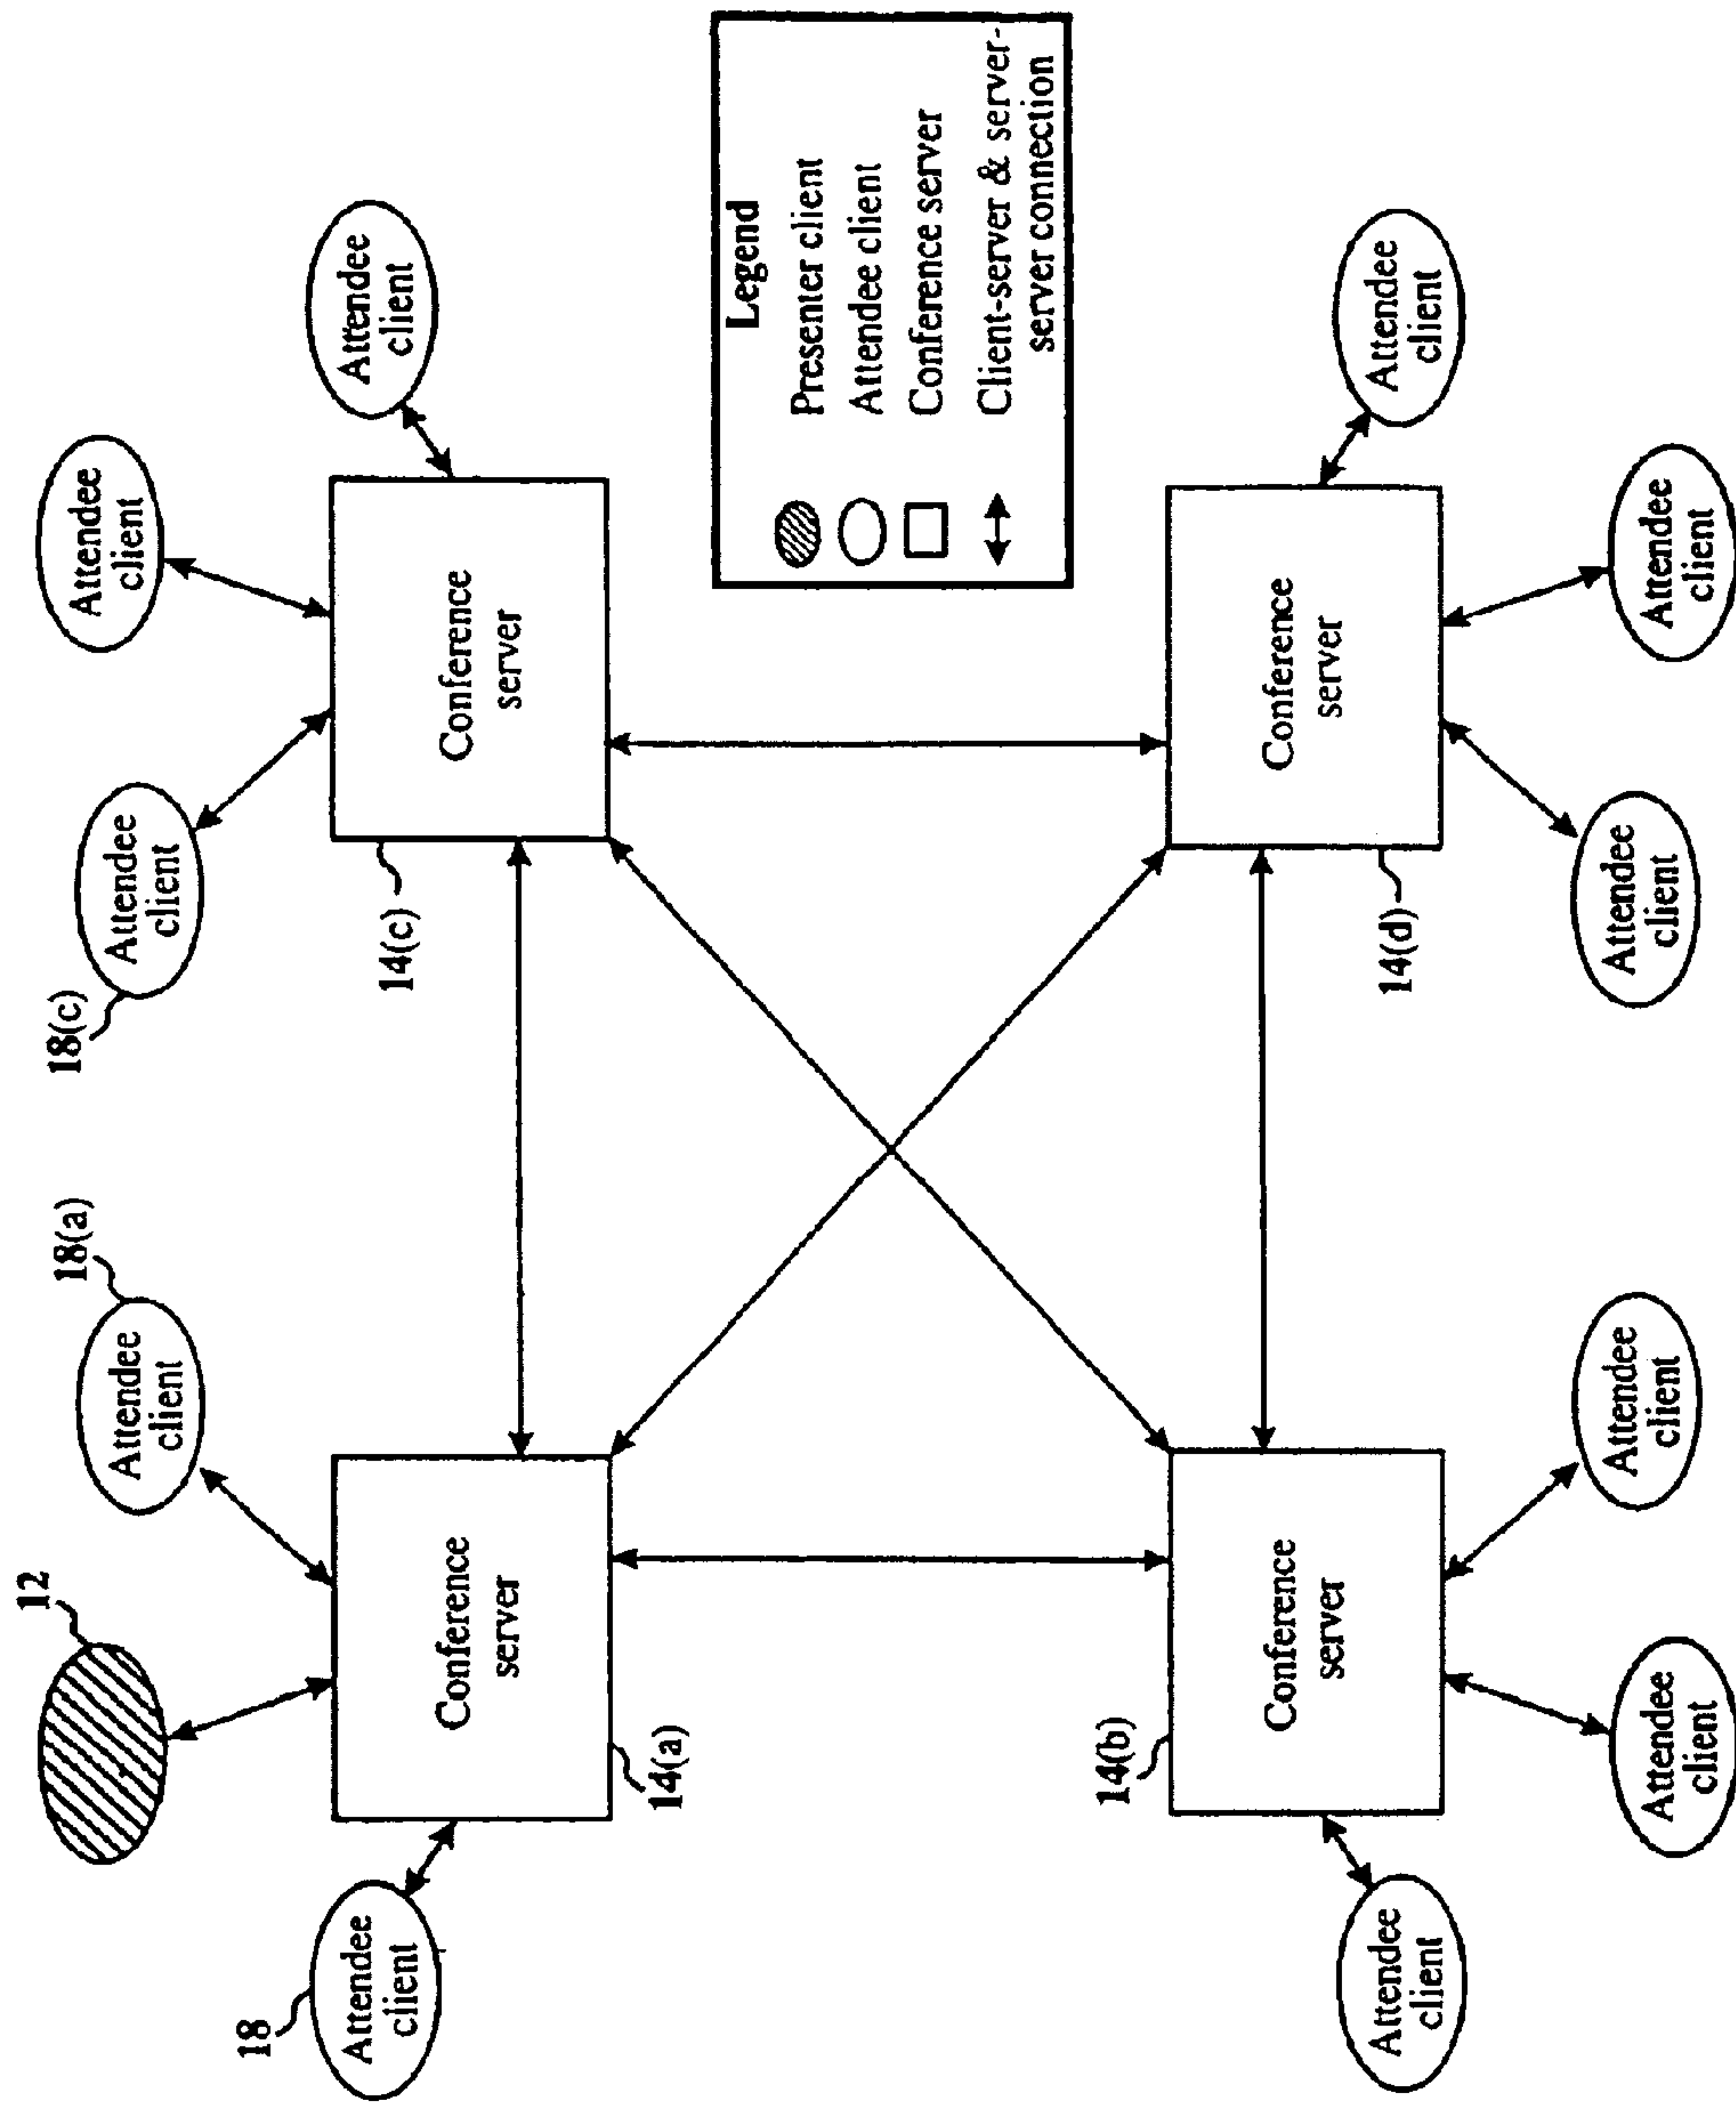 12
18(a)
18(c)
Attendee
client
Attendee
client
Attendee
client
18
Attendee
client
Attendee
client
Conference
server
14(a)
Conference
server
14(c)
Legend
Presenter client
Attendee client
Conference server
Client-server & server-
server connection
14(b)
Conference
server
14(d)
Conference
server
Attendee
client
Attendee
client
Attendee
client
Attendee
client
Attendee
client
Attendee
client